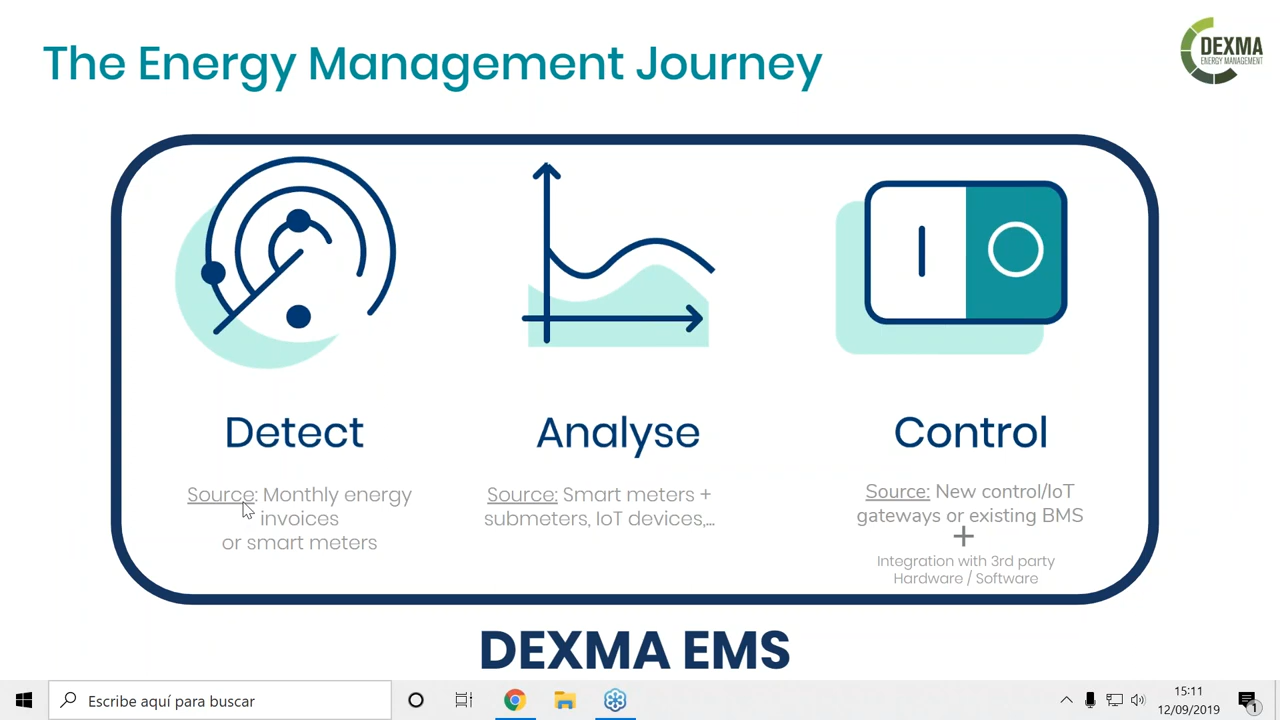 The Energy Management Journey
DEXMA
ENERGY MANAGEMENT
Detect
Source: Monthly energy
invoices
or smart meters
Analyse
Source: Smart meters +
submeters, IoT devices,...
Control
Source: New control/IoT
gateways or existing BMS
+
Integration with 3rd party
Hardware / Software
DEXMA EMS
Escribe aquí para buscar
15:11
12/09/2019
1